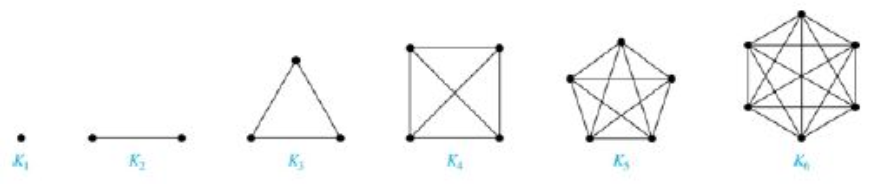 K₁ K₂ K₃ K₄ K₅ K₆